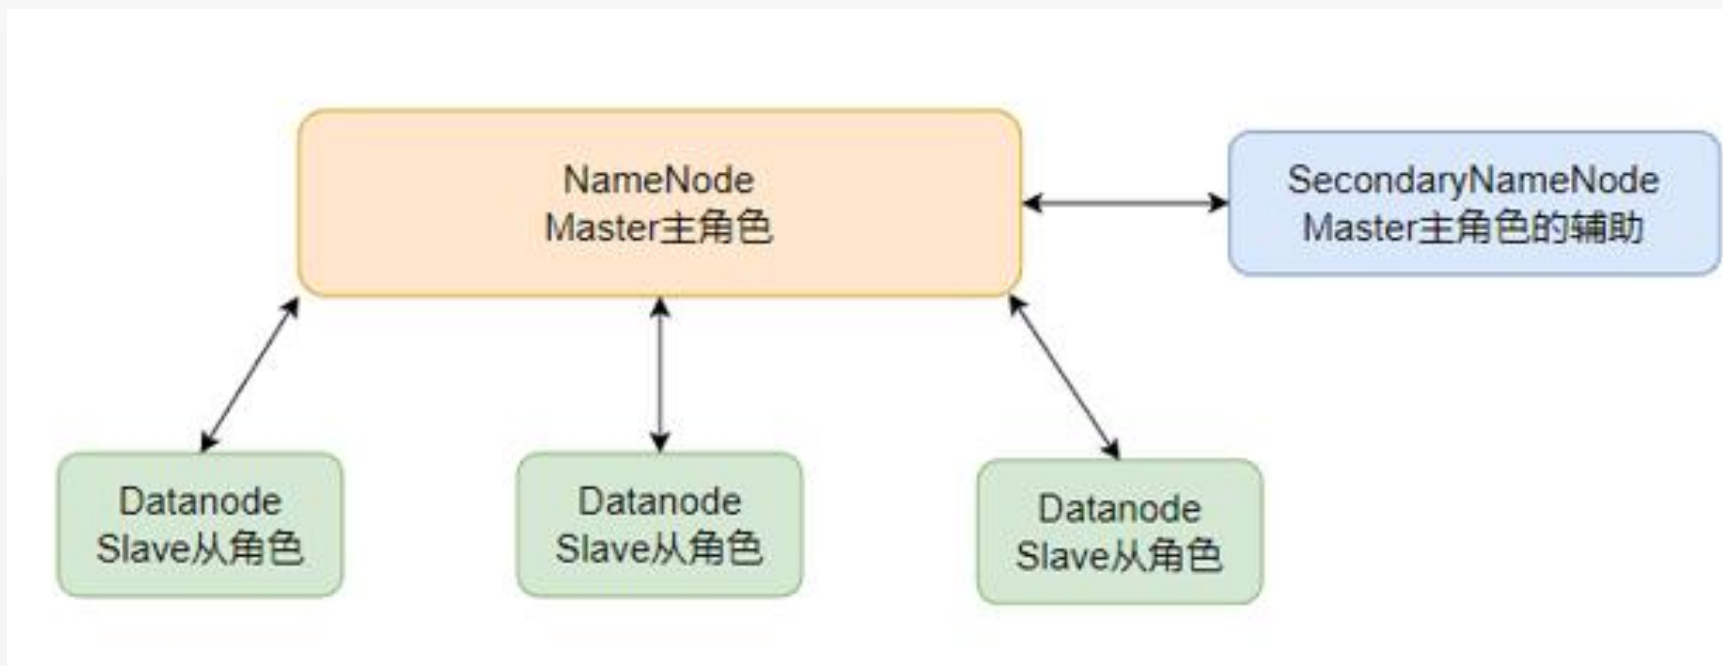 NameNode
Master主角色
SecondaryNameNode
Master主角色的辅助
Datanode
Slave从角色
Datanode
Slave从角色
Datanode
Slave从角色